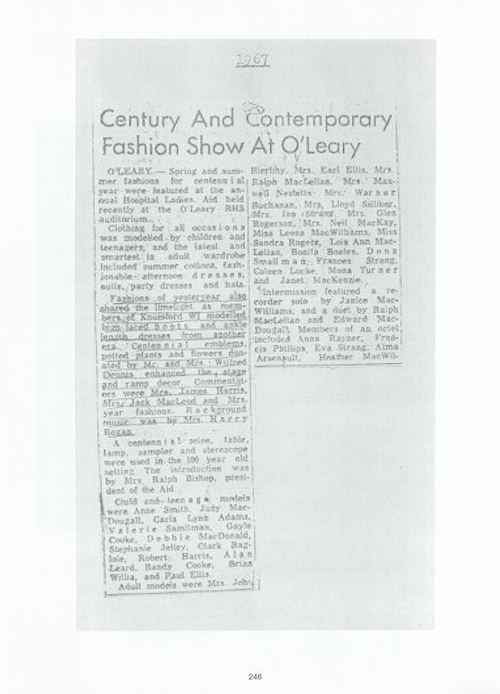 1967
Century And Contemporary
Fashion Show At O'Leary
O'LEARY. — Spring and sum-
mer fashions for centennial
year were featured at the an-
nual Hospital Ladies. Aid held
recently at the O'Leary RHS
auditorium.
Clothing for all occasions
was modelled by children and
teenagers, and the latest and
smartest in adult wardrobe
included summer cottons, fash-
ionable afternoon dresses,
suits, party dresses and hats.
Fashions of yesteryear also
shared the limelight as mem-
bers of Knutsford WI modelled
high laced boots and ankle
length dresses from another
era. Centennial emblems,
potted plants and flowers don-
ated by Mr. and Mrs. Wilfred
Dennis enhanced the stage
and ramp decor. Commentat-
ors were Mrs. James Harris,
Mrs. Jack MacLeod and Mrs.
year fashions. Background
music was by Mrs. Harry
Regan.
A centennial settee, table,
lamp, sampler and stereoscope
were used in the 100 year old
setting. The introduction was
by Mrs. Ralph Bishop, presi-
dent of the Aid
Child and teenage models
were Anne Smith, Judy Mac-
Dougall, Carla Lynn Adams,
Valerie Smallman, Gayle
Cooke, Debbie MacDonald,
Stephanie Jelley, Clark Bag-
lole, Robert Harris, Alan
Leard, Randy Cooke, Brian
Willis, and Paul Ellis.
Adult models were Mrs. John
Hierlihy, Mrs. Earl Ellis, Mrs.
Ralph MacLellan, Mrs. Max-
well Nesbitt, Mrs. Warner
Buchanan, Mrs. Lloyd Silliker,
Mrs. Ian Strang, Mrs. Glen
Rogerson, Mrs. Neil MacKay,
Miss Leona MacWilliams, Miss
Sandra Rogers, Lois Ann Mac-
Lellan, Bonita Boates, Dona
Smallman, Frances Strang,
Coleen Locke, Mona Turner
and Janet MacKenzie.
Intermission featured a re-
corder solo by Janice Mac-
Williams, and a duet by Ralph
MacLellan and Edward Mac-
Dougall. Members of an octet
included Anna Rayner, Fran-
cis Phillips, Eva Strang, Alma
Arsenault, Heather MacWil-
246